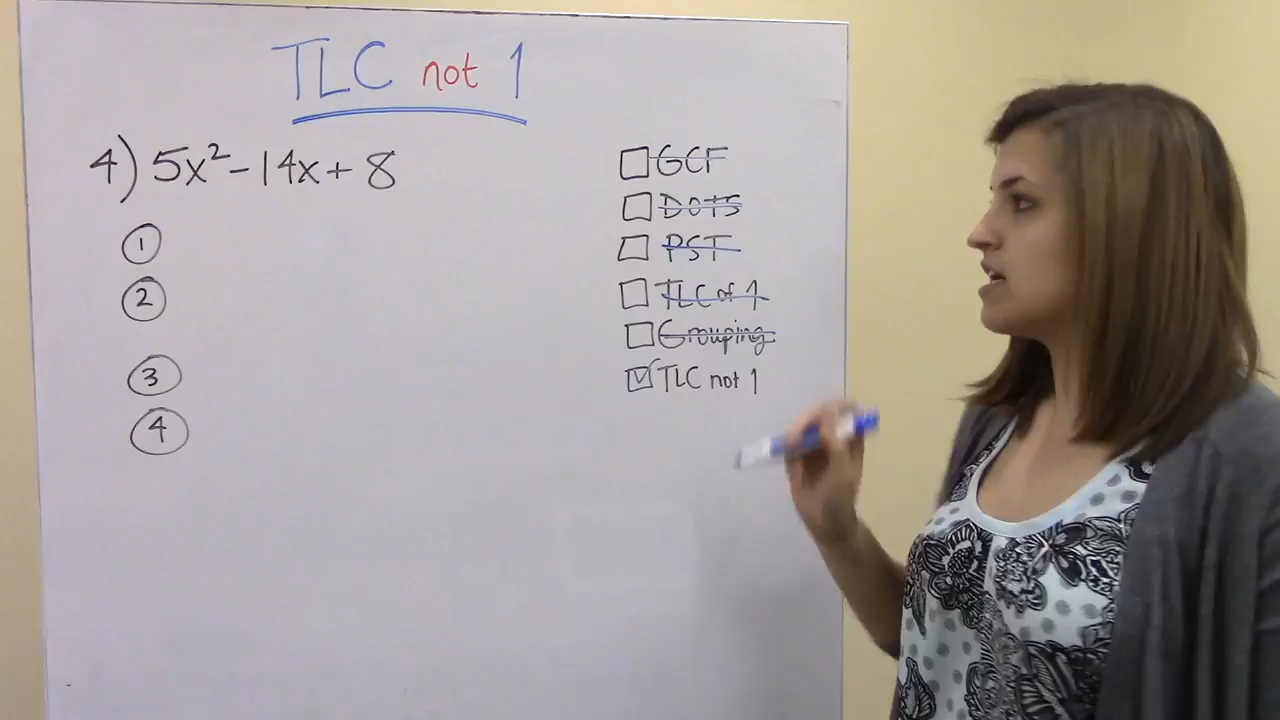 TLC not 1
4) 5x² - 14x + 8
①
②
③
④
GCF
DOTS
PST
TLC of 1
Grouping
TLC not 1